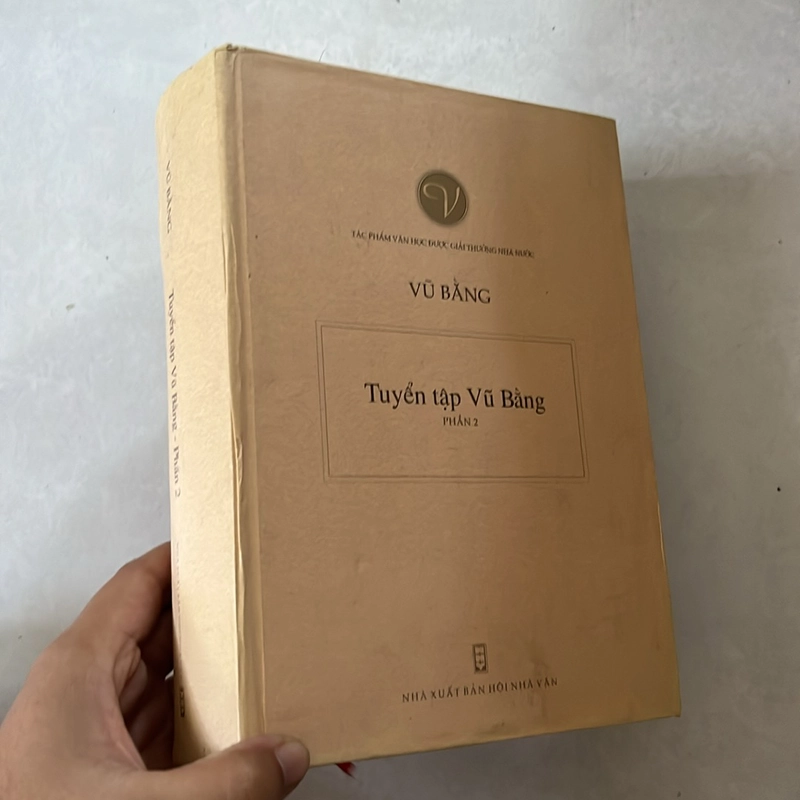 V
TÁC PHẨM VĂN HỌC ĐƯỢC GIẢI THƯỞNG NHÀ NƯỚC
VŨ BẰNG
Tuyển tập Vũ Bằng
PHẦN 2
NHÀ XUẤT BẢN HỘI NHÀ VĂN
VŨ BẰNG
Tuyển tập Vũ Bằng - Phần 2